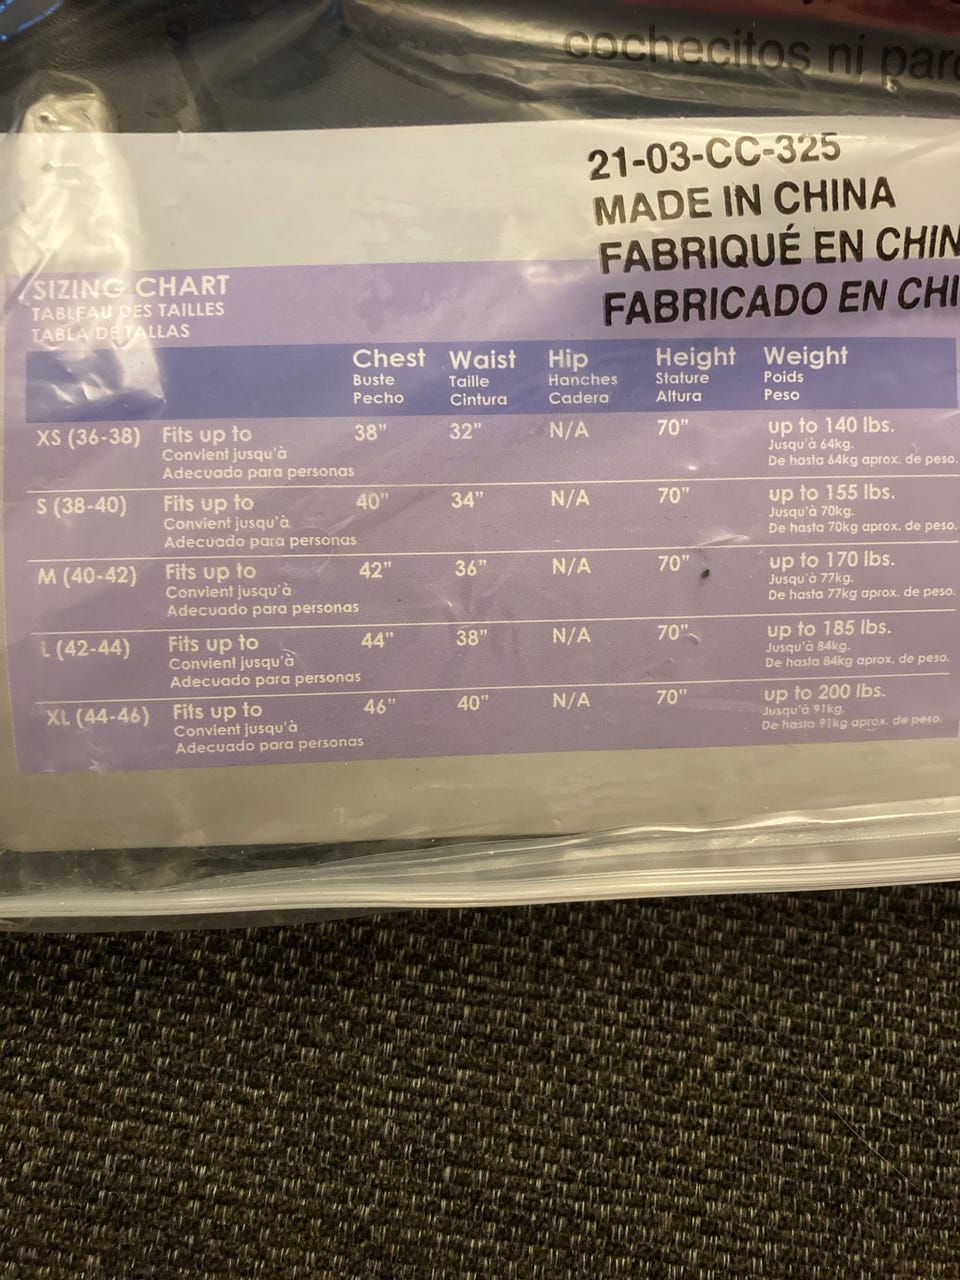 cochecitos ni
21-03-CC-325
MADE IN CHINA
FABRIQUÉ EN CHIN
FABRICADO EN CHI
SIZING CHART
TABLEAU DES TAILLES
TABLA DE TALLAS
Chest Waist Hip Height Weight
Buste Taille Hanches Stature Poids
Pecho Cintura Cadera Altura Peso
XS (36-38) Fits up to 38" 32" N/A 70" up to 140 lbs.
Convient jusqu'à Jusqu'à 64kg.
Adecuado para personas De hasta 64kg aprox. de peso.
S (38-40) Fits up to 40" 34" N/A 70" up to 155 lbs.
Convient jusqu'à Jusqu'à 70kg.
Adecuado para personas De hasta 70kg aprox. de peso.
M (40-42) Fits up to 42" 36" N/A 70" up to 170 lbs.
Convient jusqu'à Jusqu'à 77kg.
Adecuado para personas De hasta 77kg aprox. de peso.
L (42-44) Fits up to 44" 38" N/A 70" up to 185 lbs.
Convient jusqu'à Jusqu'à 84kg.
Adecuado para personas De hasta 84kg aprox. de peso.
XL (44-46) Fits up to 46" 40" N/A 70" up to 200 lbs.
Convient jusqu'à Jusqu'à 91kg.
Adecuado para personas De hasta 91kg aprox. de peso.